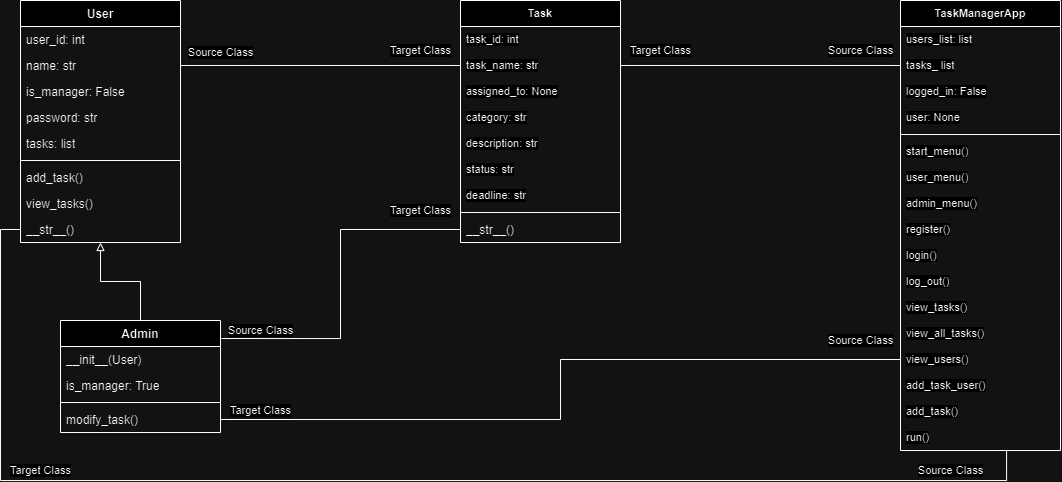 User
user_id: int
name: str
is_manager: False
password: str
tasks: list
add_task()
view_tasks()
__str__()
Source Class
Target Class
Task
task_id: int
task_name: str
assigned_to: None
category: str
description: str
status: str
deadline: str
__str__()
Target Class
Target Class
Source Class
TaskManagerApp
users_list: list
tasks_ list
logged_in: False
user: None
start_menu()
user_menu()
admin_menu()
register()
login()
log_out()
view_tasks()
view_all_tasks()
view_users()
add_task_user()
add_task()
run()
Admin
__init__(User)
is_manager: True
modify_task()
Source Class
Target Class
Source Class
Target Class
Source Class